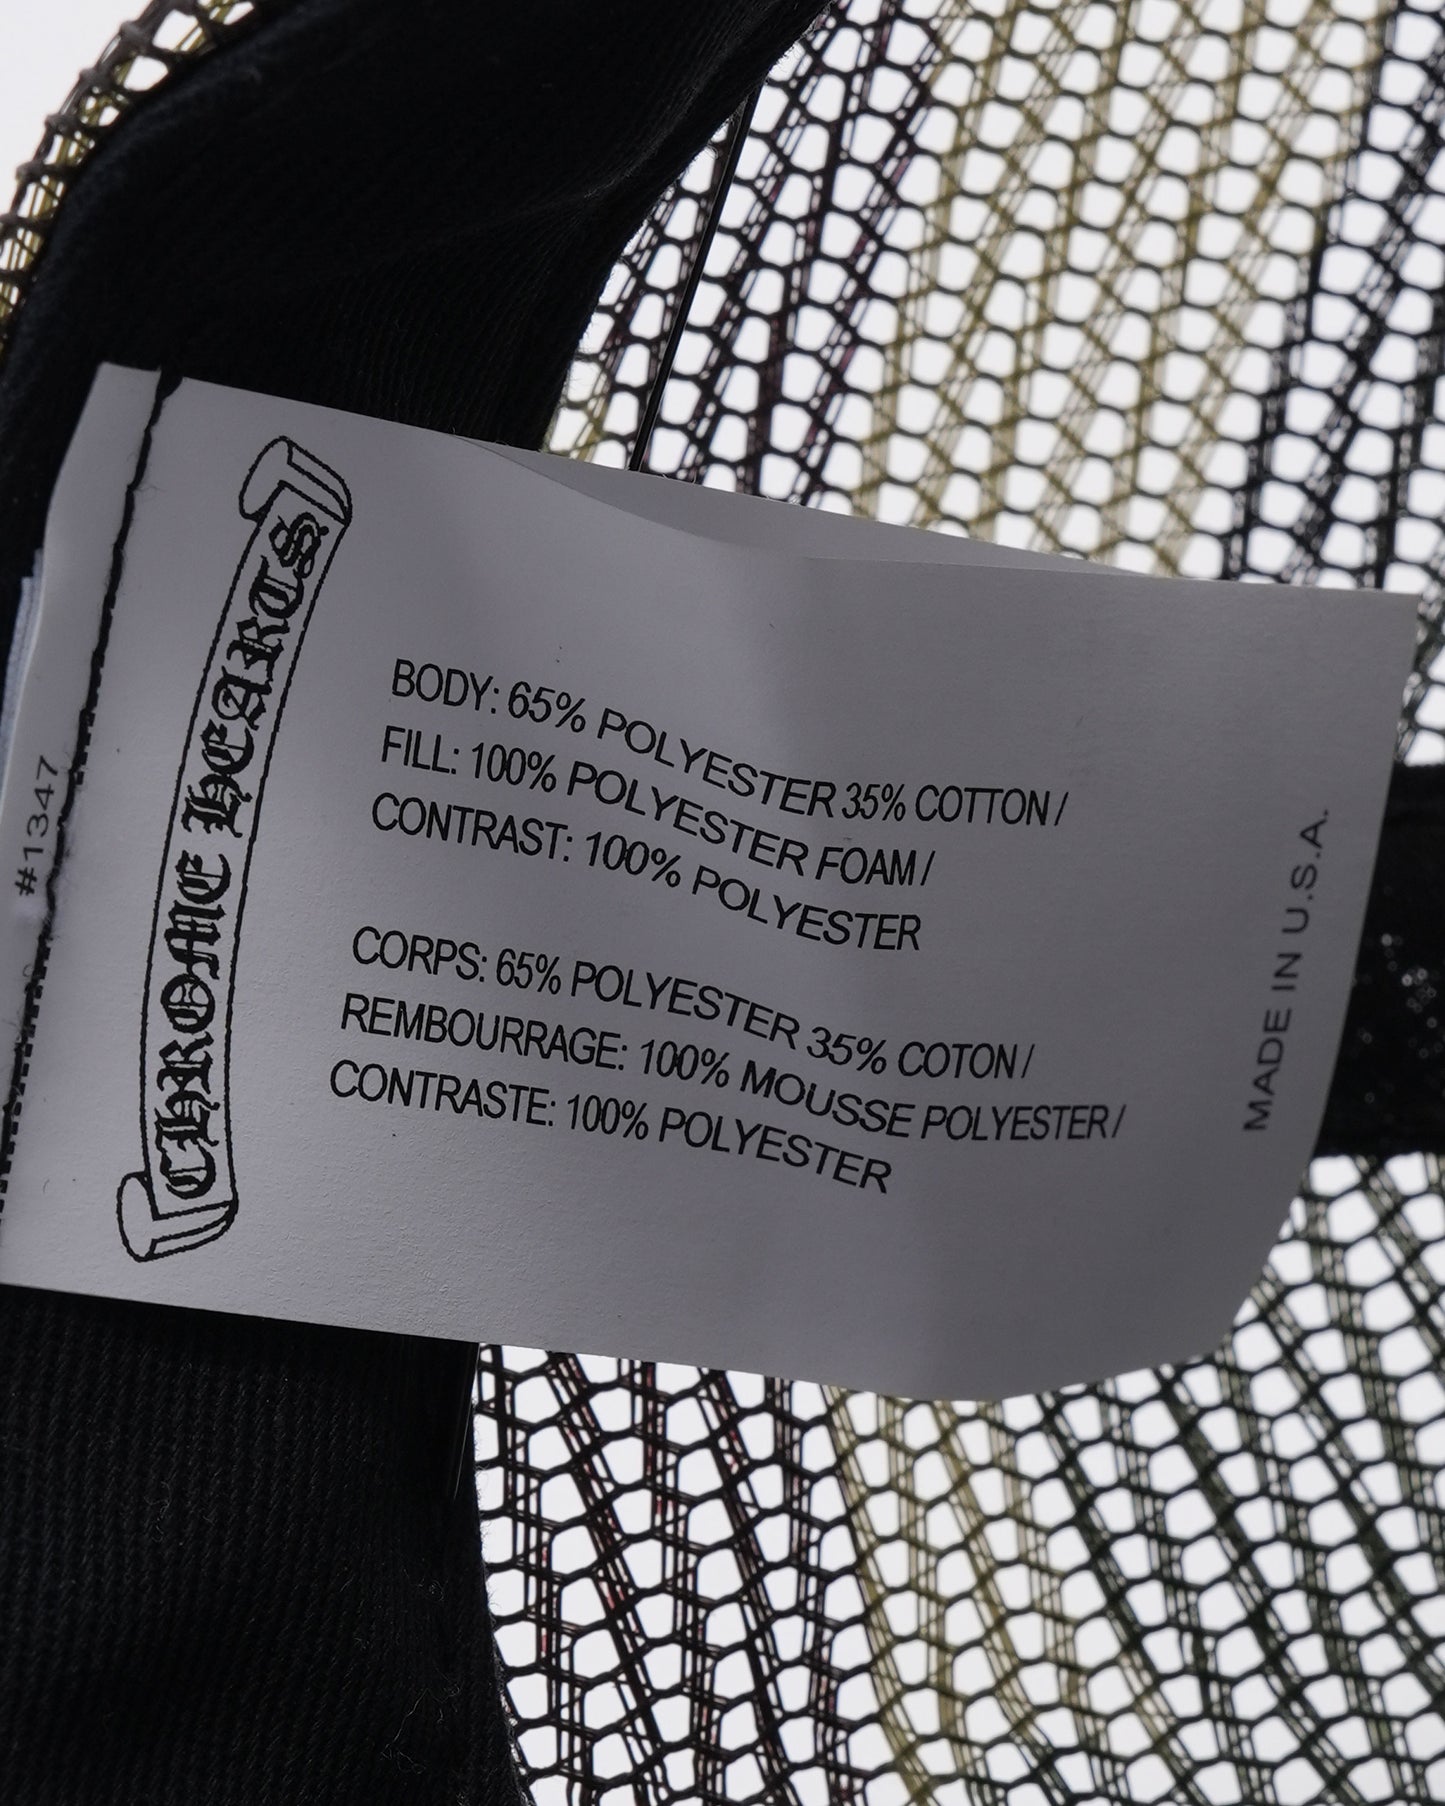 #1347
CHROME HEARTS
BODY: 65% POLYESTER 35% COTTON /
FILL: 100% POLYESTER FOAM /
CONTRAST: 100% POLYESTER
CORPS: 65% POLYESTER 35% COTON /
REMBOURRAGE: 100% MOUSSE POLYESTER /
CONTRASTE: 100% POLYESTER
MADE IN U.S.A.